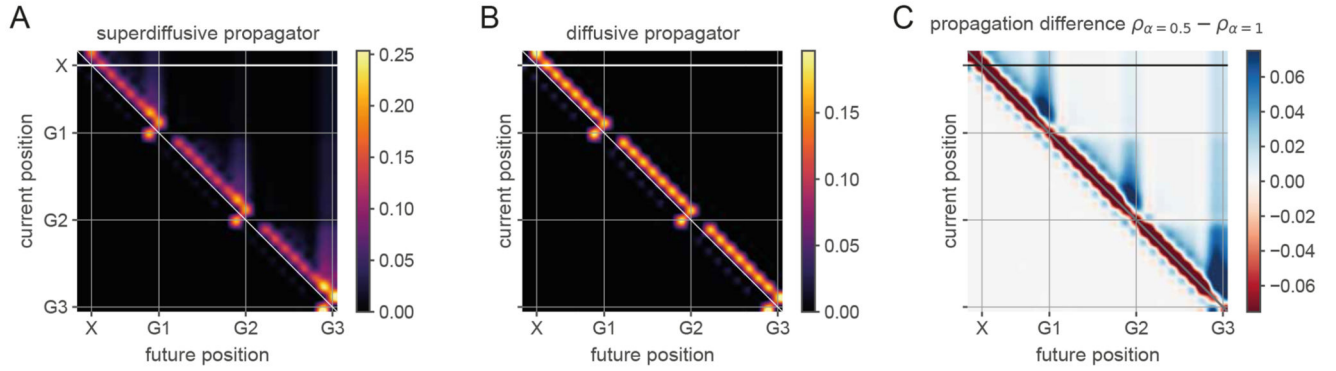 A
superdiffusive propagator
X
G1
G2
G3
current position
X
G1
G2
G3
future position
0.25
0.20
0.15
0.10
0.05
0.00
B
diffusive propagator
X
G1
G2
G3
future position
current position
0.15
0.10
0.05
0.00
C
propagation difference ρα=0.5 − ρα=1
current position
X
G1
G2
G3
future position
0.06
0.04
0.02
0.00
−0.02
−0.04
−0.06